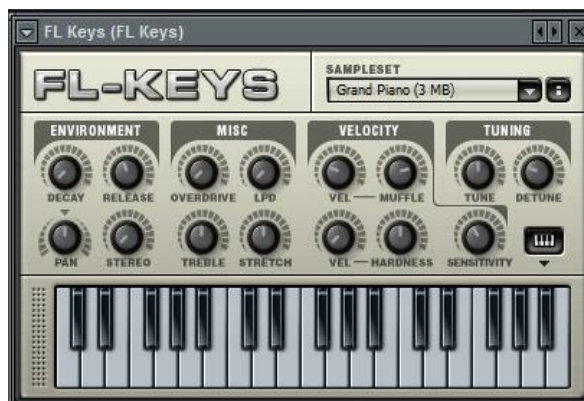 FL Keys (FL Keys)
FL-KEYS
SAMPLESET
Grand Piano (3 MB)
ENVIRONMENT MISC VELOCITY TUNING
DECAY RELEASE OVERDRIVE LPD VEL MUFFLE TUNE DETUNE
PAN STEREO TREBLE STRETCH VEL HARDNESS SENSITIVITY